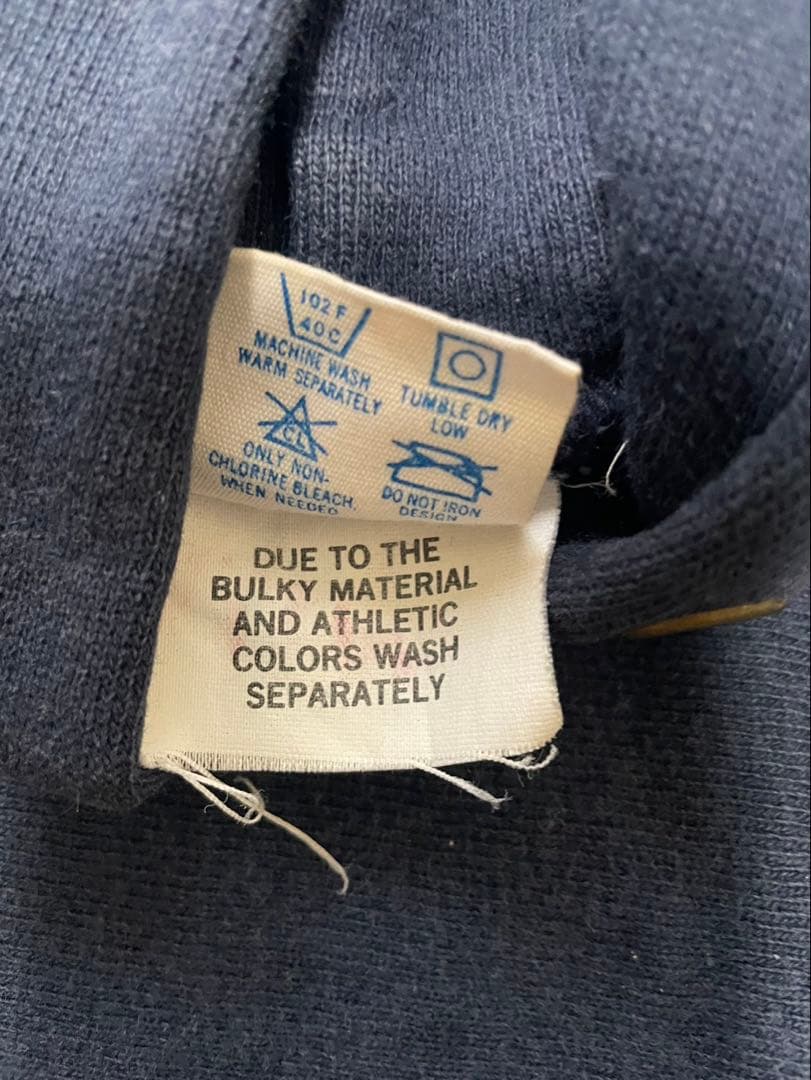 102 F
40 C
MACHINE WASH
WARM SEPARATELY
TUMBLE DRY
LOW
CL
ONLY NON-
CHLORINE BLEACH,
WHEN NEEDED
DO NOT IRON
DESIGN
DUE TO THE
BULKY MATERIAL
AND ATHLETIC
COLORS WASH
SEPARATELY